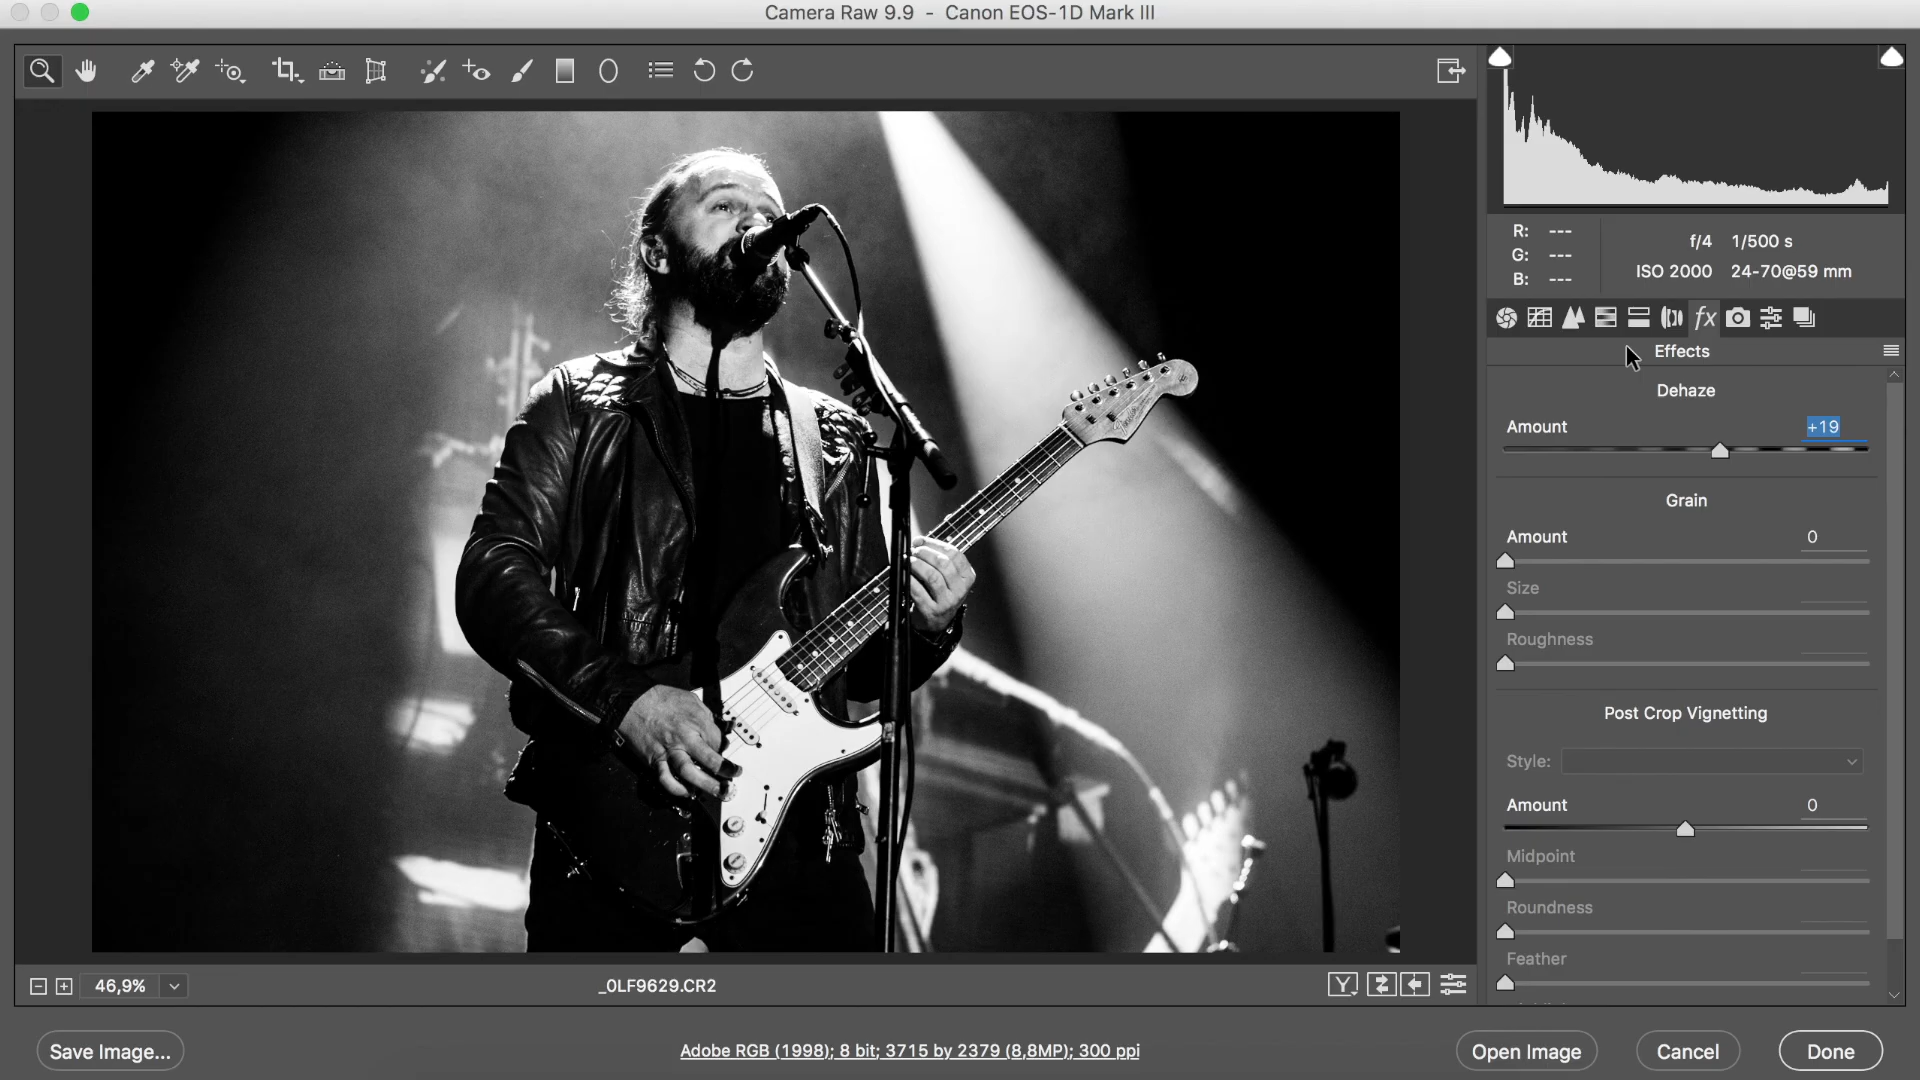 Camera Raw 9.9 - Canon EOS-1D Mark III
R: ---
G: ---
B: ---
f/4 1/500 s
ISO 2000 24-70@59 mm
fx
Effects
Dehaze
Amount +19
Grain
Amount 0
Size
Roughness
Post Crop Vignetting
Style:
Amount 0
Midpoint
Roundness
Feather
46,9%
_0LF9629.CR2
Y
Save Image...
Adobe RGB (1998); 8 bit; 3715 by 2379 (8,8MP); 300 ppi
Open Image
Cancel
Done